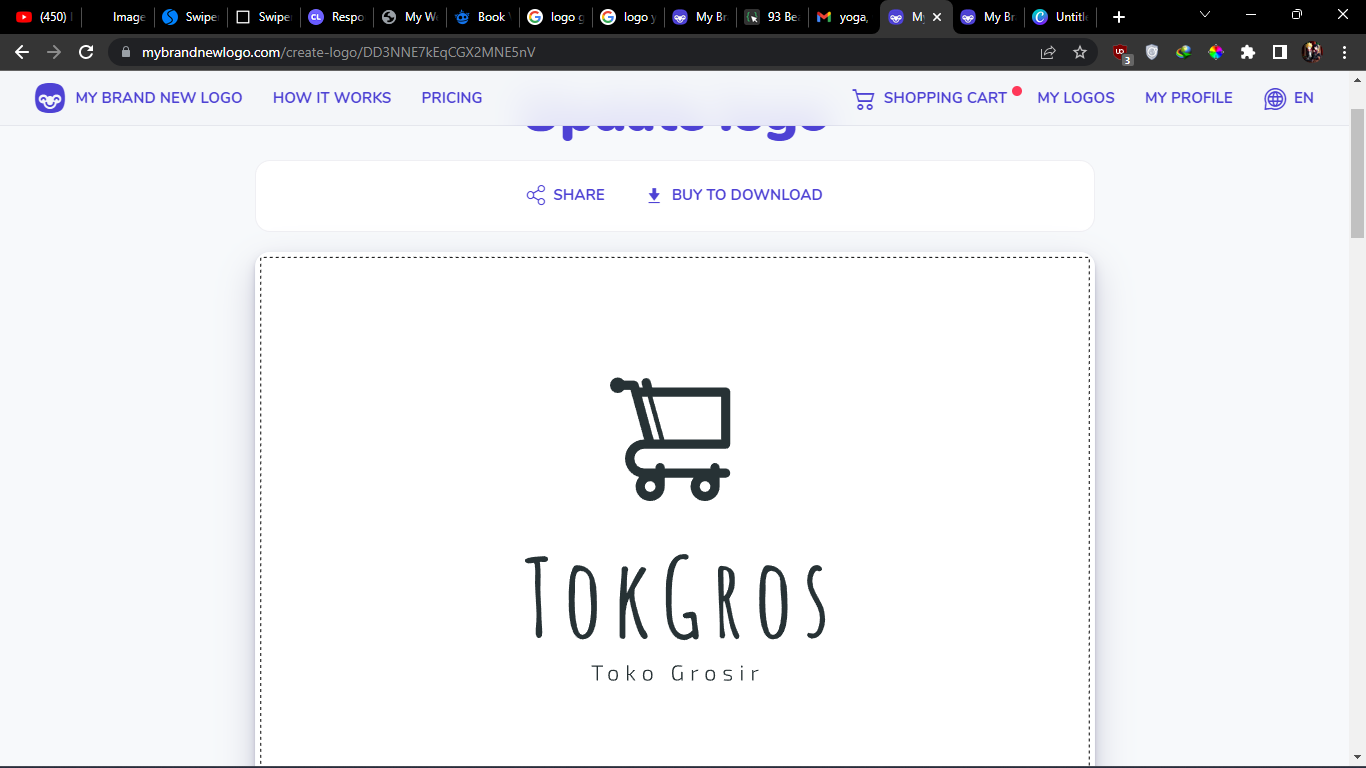 (450) Image Swiper Swiper Respo My W Book logo g logo y My Br 93 Be yoga, My My Br Untitl
mybrandnewlogo.com/create-logo/DD3NNE7kEqCGX2MNE5nV
3
MY BRAND NEW LOGO HOW IT WORKS PRICING SHOPPING CART MY LOGOS MY PROFILE EN
Update logo
SHARE BUY TO DOWNLOAD
TOKGROS
Toko Grosir